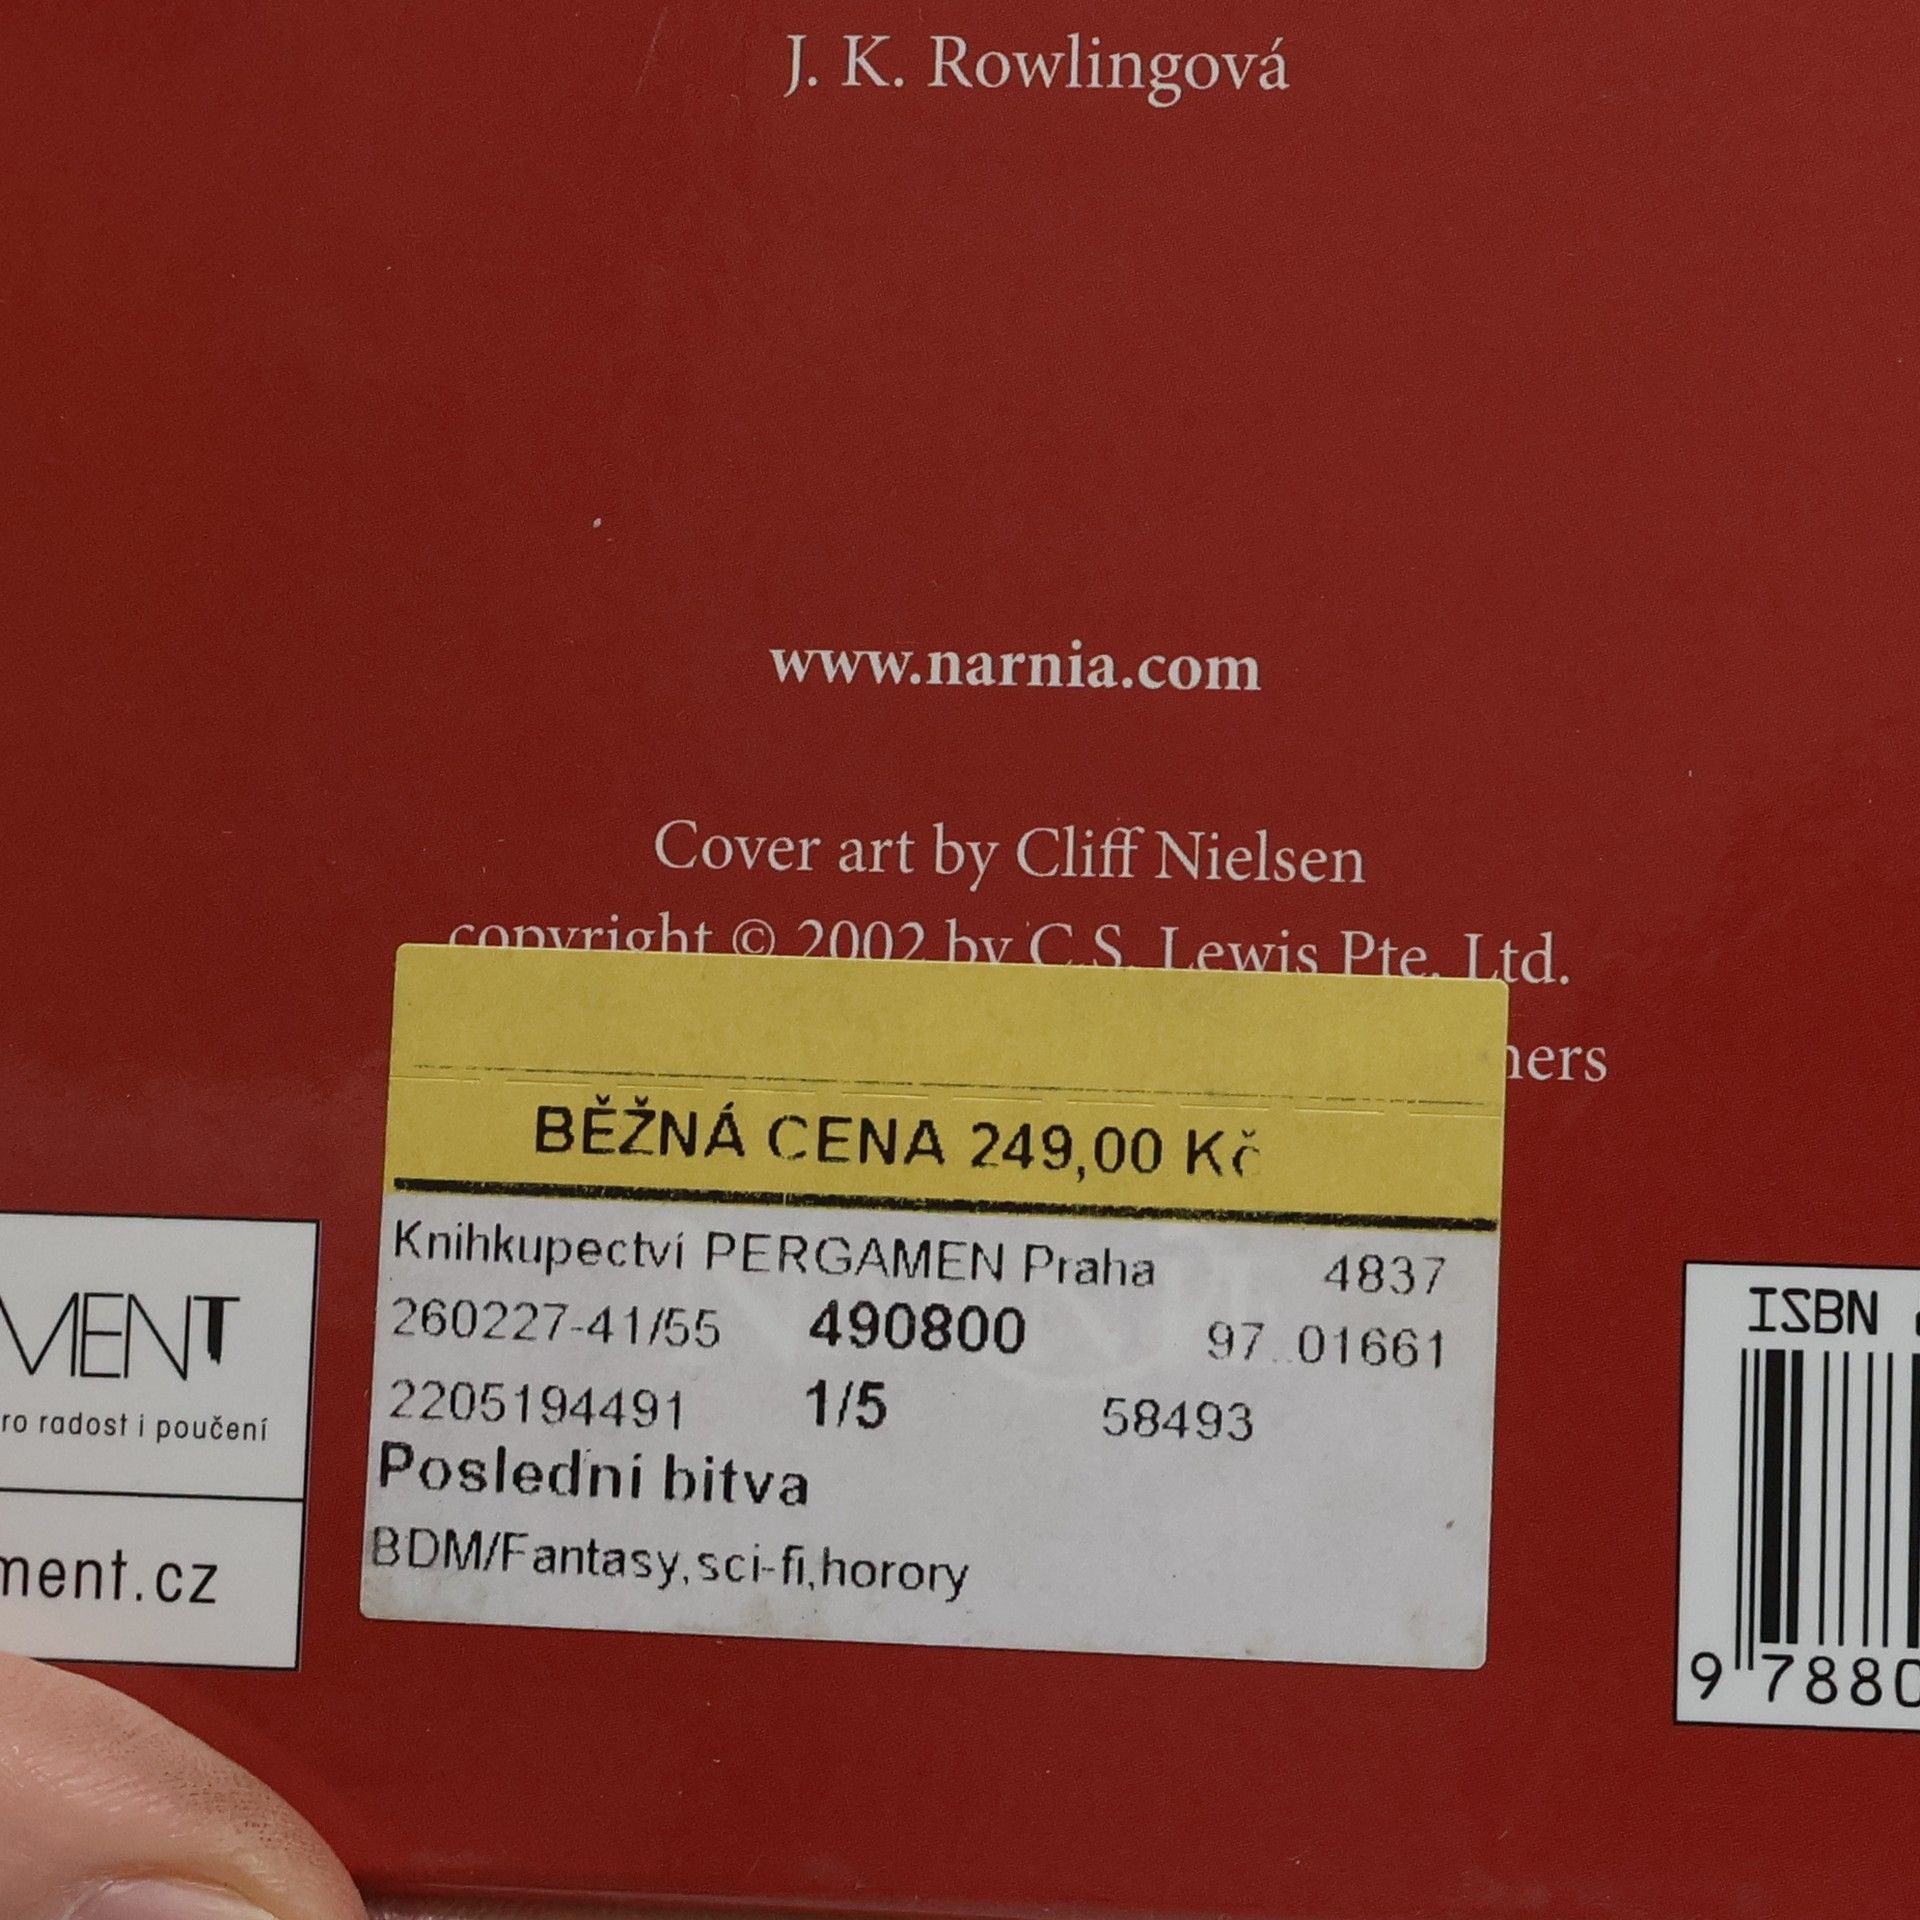 J. K. Rowlingová
www.narnia.com
Cover art by Cliff Nielsen
copyright © 2002 by C.S. Lewis Pte. Ltd.
ners
BĚŽNÁ CENA 249,00 Kč
Knihkupectví PERGAMEN Praha 4837
260227-41/55 490800 97..01661
2205194491 1/5 58493
Poslední bitva
BDM/Fantasy,sci-fi,horory
MENT
ro radost i poučení
ment.cz
ISBN
9 7880